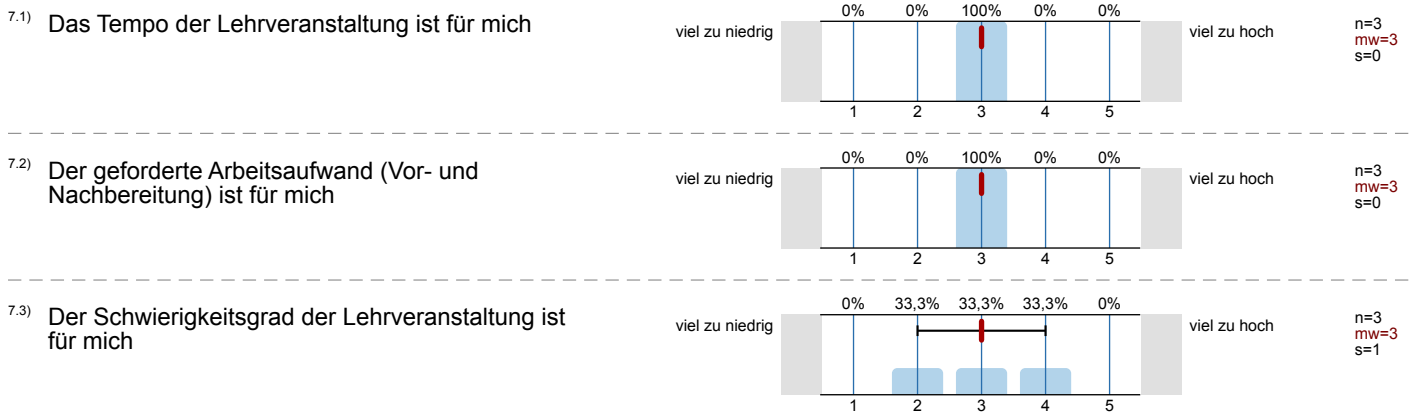 7.1) Das Tempo der Lehrveranstaltung ist für mich
0% 0% 100% 0% 0%
viel zu niedrig
viel zu hoch
n=3
mw=3
s=0
1 2 3 4 5
7.2) Der geforderte Arbeitsaufwand (Vor- und
Nachbereitung) ist für mich
0% 0% 100% 0% 0%
viel zu niedrig
viel zu hoch
n=3
mw=3
s=0
1 2 3 4 5
7.3) Der Schwierigkeitsgrad der Lehrveranstaltung ist
für mich
0% 33,3% 33,3% 33,3% 0%
viel zu niedrig
viel zu hoch
n=3
mw=3
s=1
1 2 3 4 5